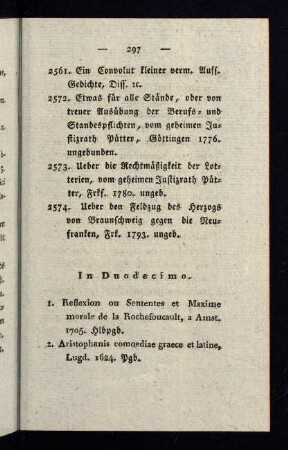 — 297 —
2561. Ein Convolut kleiner verm. Auff.
Gedichte, Diss. ꝛc.
2572. Etwas für alle Stände, oder von
treuer Ausübung der Berufs- und
Standespflichten, vom geheimen Ju-
stizrath Pütter, Göttingen 1776.
ungebunden.
2573. Ueber die Rechtmäßigkeit der Lot-
terien, vom geheimen Justizrath Püt-
ter, Frkf. 1780. ungeb.
2574. Ueber den Feldzug des Herzogs
von Braunschweig gegen die Neu-
franken, Frk. 1793. ungeb.
In Duodecimo.
1. Reflexion ou Sententes et Maxime
morale de la Rochefoucault, a Amst.
1705. Hlbpgb.
2. Aristophanis comoediae graece et latine,
Lugd. 1624. Pgb.